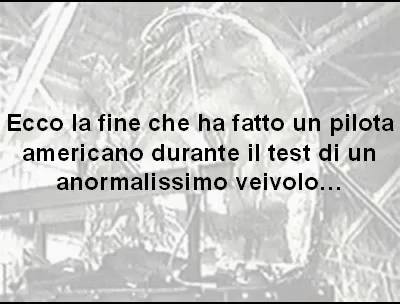 Ecco la fine che ha fatto un pilota
americano durante il test di un
anormalissimo veivolo...